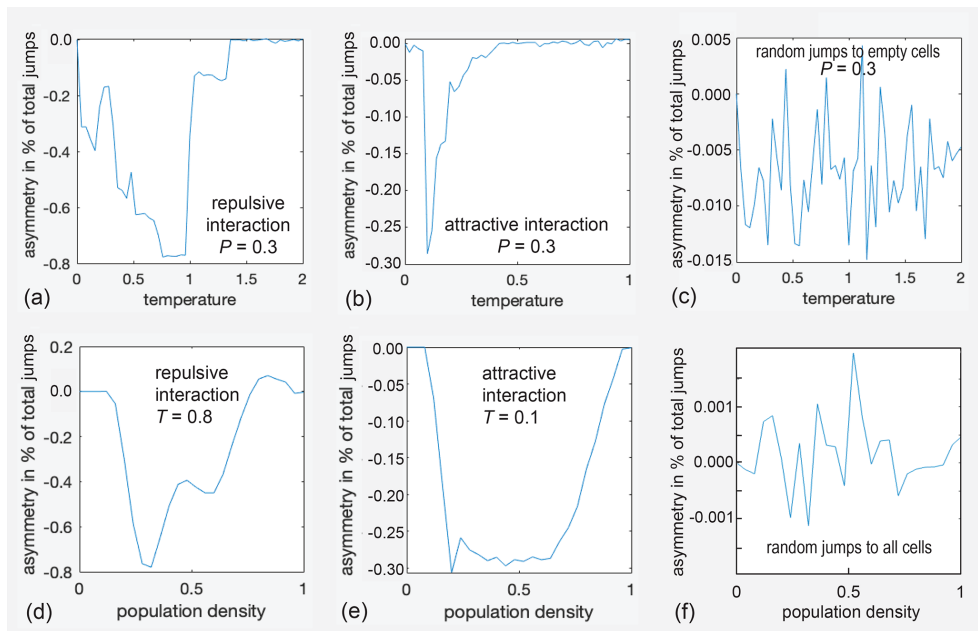 asymmetry in % of total jumps
0.0
-0.2
-0.4
-0.6
-0.8
repulsive
interaction
P = 0.3
0
0.5
1
1.5
2
(a)
temperature
asymmetry in % of total jumps
0.00
-0.05
-0.10
-0.15
-0.20
-0.25
-0.30
attractive interaction
P = 0.3
0
0.5
1
(b)
temperature
asymmetry in % of total jumps
0.005
0.000
-0.005
-0.010
-0.015
random jumps to empty cells
P = 0.3
0
0.5
1
1.5
2
(c)
temperature
asymmetry in % of total jumps
0.2
0.0
-0.2
-0.4
-0.6
-0.8
repulsive
interaction
T = 0.8
0
0.5
1
(d)
population density
asymmetry in % of total jumps
0.00
-0.05
-0.10
-0.15
-0.20
-0.25
-0.30
attractive
interaction
T = 0.1
0
0.5
1
(e)
population density
asymmetry in % of total jumps
0.001
0.000
-0.001
random jumps to all cells
0
0.5
1
(f)
population density